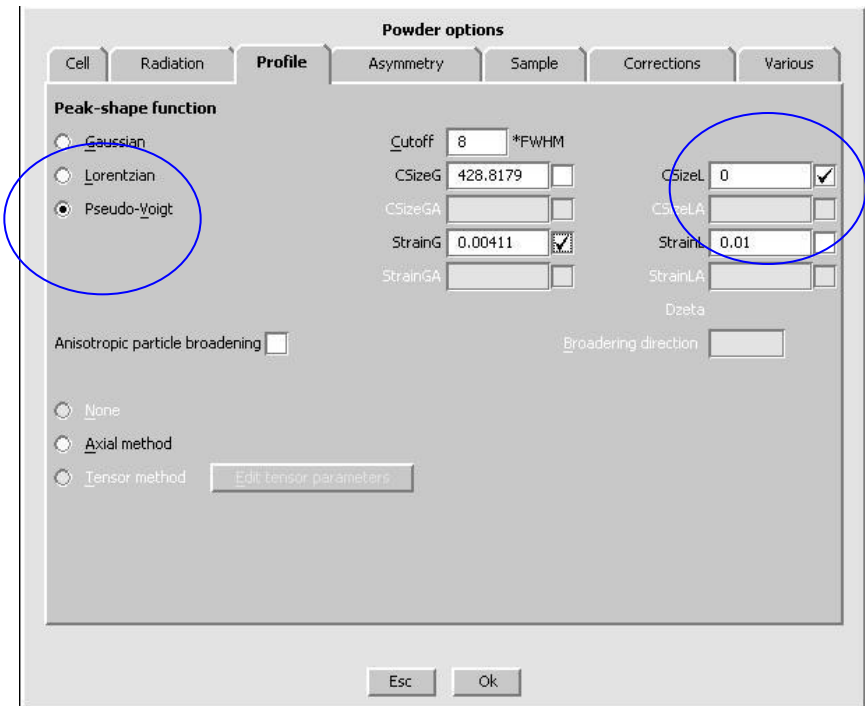 Powder options
Cell Radiation Profile Asymmetry Sample Corrections Various
Peak-shape function
Gaussian Cutoff 8 *FWHM
Lorentzian CSizeG 428.8179 CSizeL 0
Pseudo-Voigt CSizeGA CSizeLA
StrainG 0.00411 StrainL 0.01
StrainGA StrainLA
Dzeta
Anisotropic particle broadening Broadering direction
None
Axial method
Tensor method Edit tensor parameters
Esc Ok